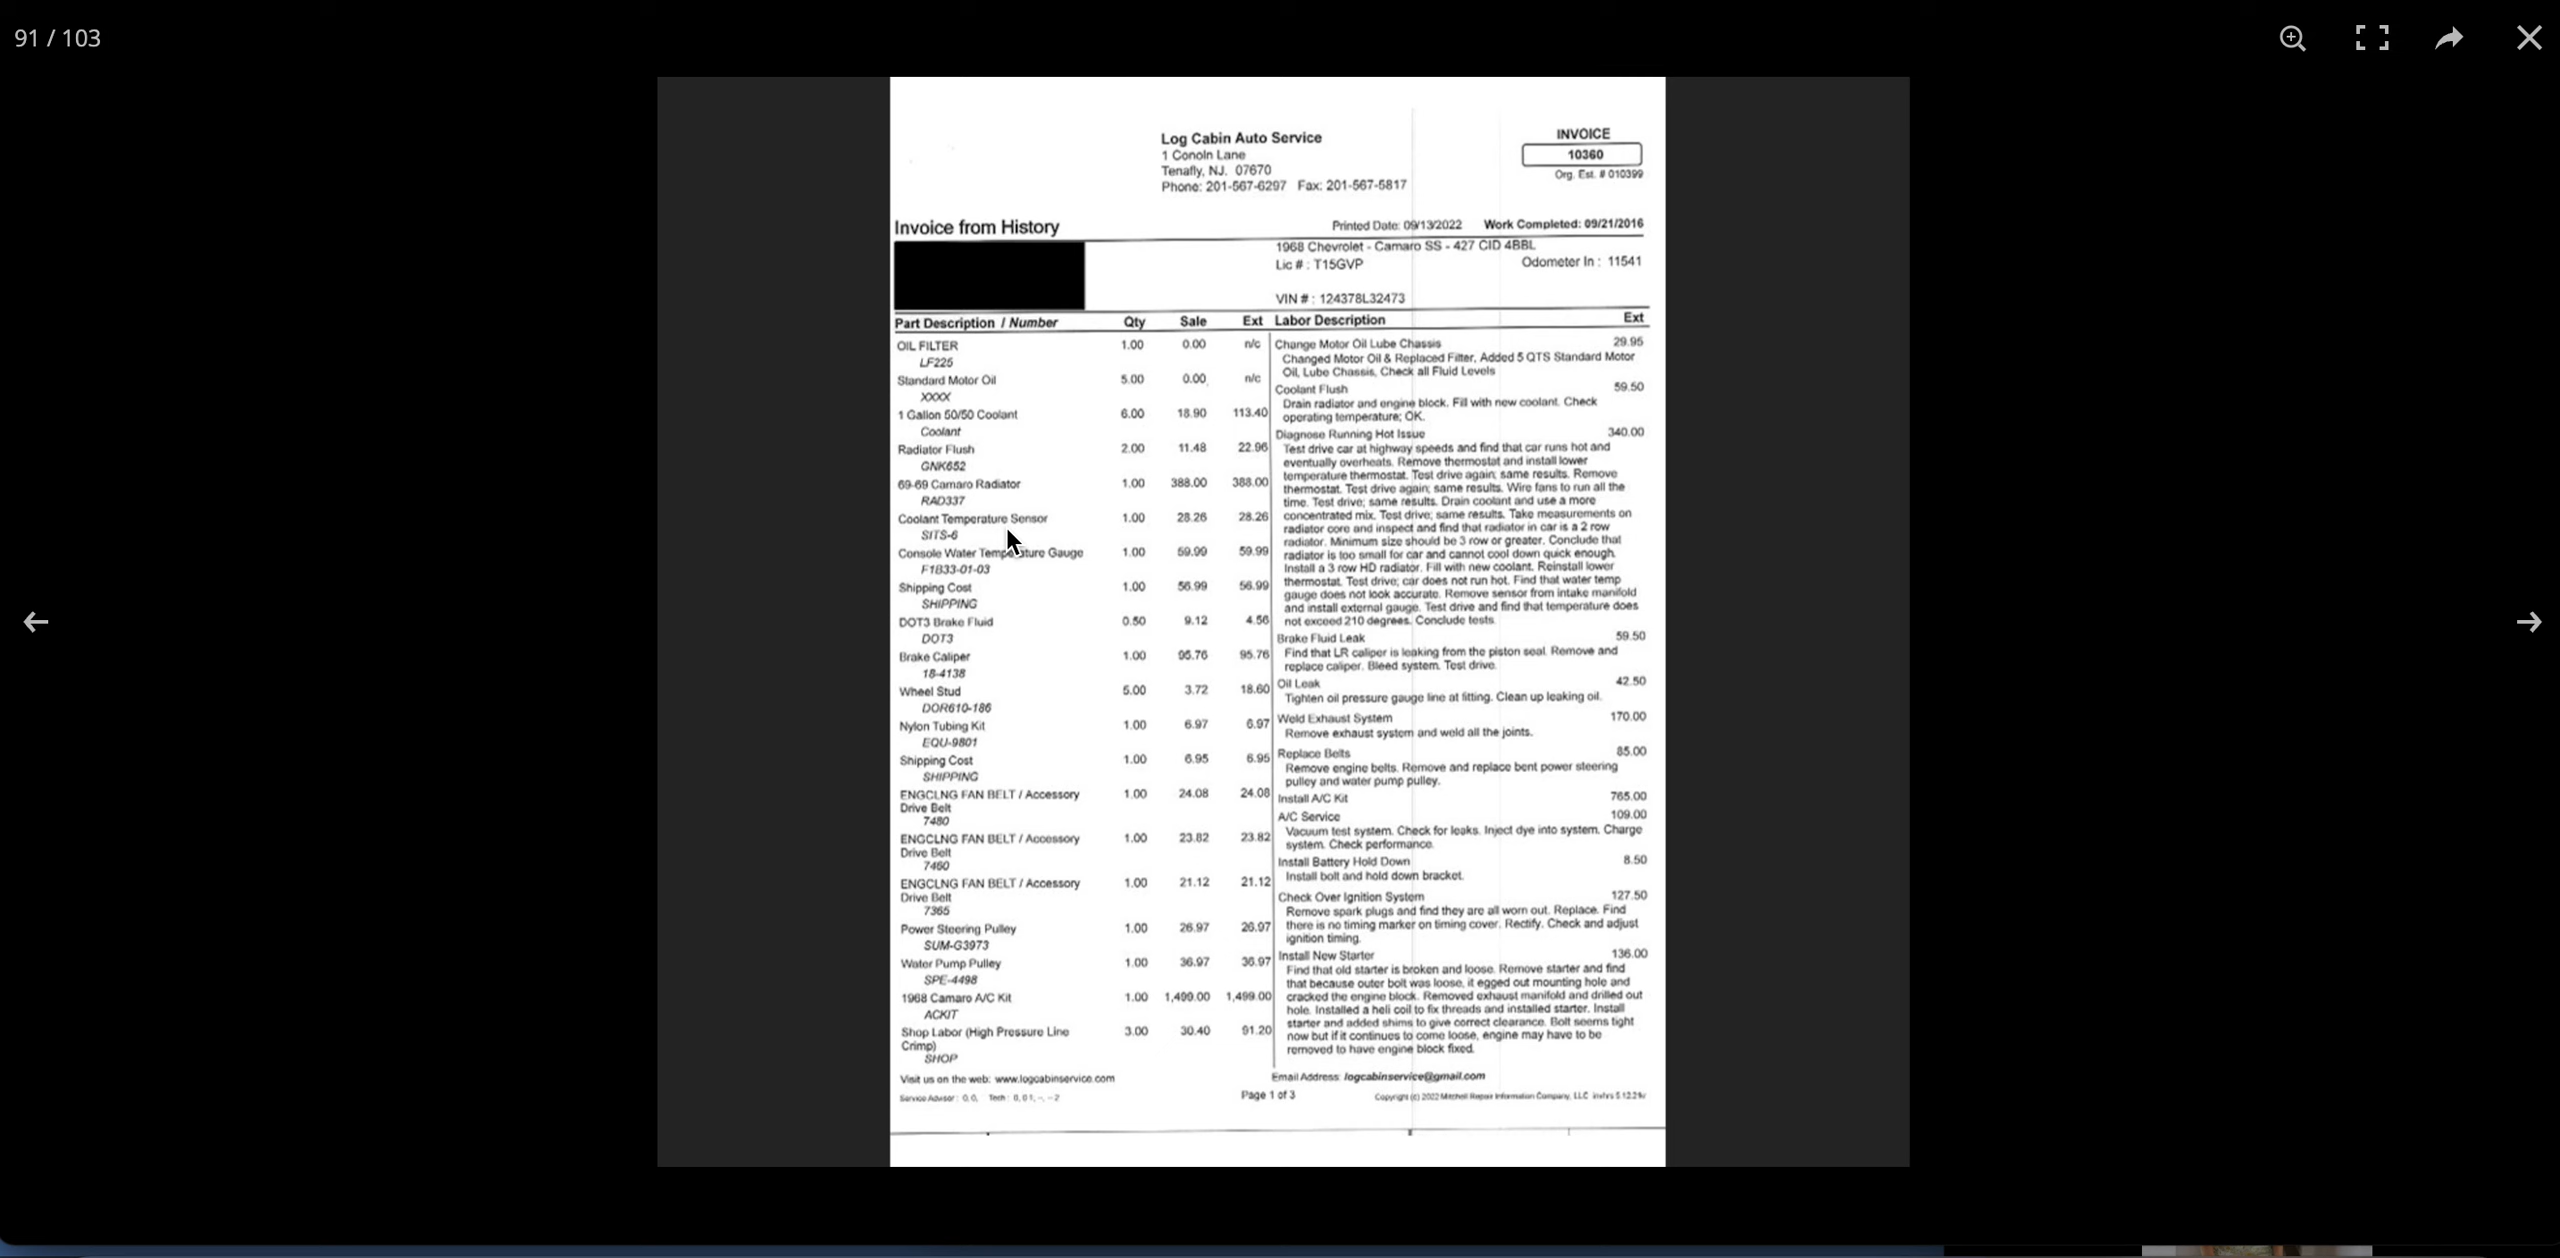 91 / 103
Log Cabin Auto Service
1 Conoln Lane
Tenafly, NJ. 07670
Phone: 201-567-6297 Fax: 201-567-5817
INVOICE
10360
Org. Est. # 010399
Invoice from History
Printed Date: 09/13/2022 Work Completed: 09/21/2016
1968 Chevrolet - Camaro SS - 427 CID 4BBL
Lic # : T15GVP Odometer In : 11541
VIN # : 124378L32473
Part Description / Number Qty Sale Ext
OIL FILTER 1.00 0.00 n/c
LF225
Standard Motor Oil 5.00 0.00 n/c
XXXX
1 Gallon 50/50 Coolant 6.00 18.90 113.40
Coolant
Radiator Flush 2.00 11.48 22.96
GNK652
69-69 Camaro Radiator 1.00 388.00 388.00
RAD337
Coolant Temperature Sensor 1.00 28.26 28.26
SITS-6
Console Water Temperature Gauge 1.00 59.99 59.99
F1B33-01-03
Shipping Cost 1.00 56.99 56.99
SHIPPING
DOT3 Brake Fluid 0.50 9.12 4.56
DOT3
Brake Caliper 1.00 95.76 95.76
18-4138
Wheel Stud 5.00 3.72 18.60
DOR610-186
Nylon Tubing Kit 1.00 6.97 6.97
EQU-9801
Shipping Cost 1.00 6.95 6.95
SHIPPING
ENGCLNG FAN BELT / Accessory 1.00 24.08 24.08
Drive Belt
7480
ENGCLNG FAN BELT / Accessory 1.00 23.82 23.82
Drive Belt
7460
ENGCLNG FAN BELT / Accessory 1.00 21.12 21.12
Drive Belt
7365
Power Steering Pulley 1.00 26.97 26.97
SUM-G3973
Water Pump Pulley 1.00 36.97 36.97
SPE-4498
1968 Camaro A/C Kit 1.00 1,499.00 1,499.00
ACKIT
Shop Labor (High Pressure Line 3.00 30.40 91.20
Crimp)
SHOP
Labor Description Ext
Change Motor Oil Lube Chassis 29.95
Changed Motor Oil & Replaced Filter, Added 5 QTS Standard Motor
Oil, Lube Chassis, Check all Fluid Levels
Coolant Flush 59.50
Drain radiator and engine block. Fill with new coolant. Check
operating temperature; OK.
Diagnose Running Hot Issue 340.00
Test drive car at highway speeds and find that car runs hot and
eventually overheats. Remove thermostat and install lower
temperature thermostat. Test drive again; same results. Remove
thermostat. Test drive again; same results. Wire fans to run all the
time. Test drive; same results. Drain coolant and use a more
concentrated mix. Test drive; same results. Take measurements on
radiator core and inspect and find that radiator in car is a 2 row
radiator. Minimum size should be 3 row or greater. Conclude that
radiator is too small for car and cannot cool down quick enough.
Install a 3 row HD radiator. Fill with new coolant. Reinstall lower
thermostat. Test drive; car does not run hot. Find that water temp
gauge does not look accurate. Remove sensor from intake manifold
and install external gauge. Test drive and find that temperature does
not exceed 210 degrees. Conclude tests.
Brake Fluid Leak 59.50
Find that LR caliper is leaking from the piston seal. Remove and
replace caliper. Bleed system. Test drive.
Oil Leak 42.50
Tighten oil pressure gauge line at fitting. Clean up leaking oil.
Weld Exhaust System 170.00
Remove exhaust system and weld all the joints.
Replace Belts 85.00
Remove engine belts. Remove and replace bent power steering
pulley and water pump pulley.
Install A/C Kit 765.00
A/C Service 109.00
Vacuum test system. Check for leaks. Inject dye into system. Charge
system. Check performance.
Install Battery Hold Down 8.50
Install bolt and hold down bracket.
Check Over Ignition System 127.50
Remove spark plugs and find they are all worn out. Replace. Find
there is no timing marker on timing cover. Rectify. Check and adjust
ignition timing.
Install New Starter 136.00
Find that old starter is broken and loose. Remove starter and find
that because outer bolt was loose, it egged out mounting hole and
cracked the engine block. Removed exhaust manifold and drilled out
hole. Installed a heli coil to fix threads and installed starter. Install
starter and added shims to give correct clearance. Bolt seems tight
now but if it continues to come loose, engine may have to be
removed to have engine block fixed.
Visit us on the web: www.logcabinservice.com
Email Address: logcabinservice@gmail.com
Service Advisor : 0,0, Tech : 0,
Page 1 of 3
Copyright (c) 2022 Mitchell Repair Information Company, LLC